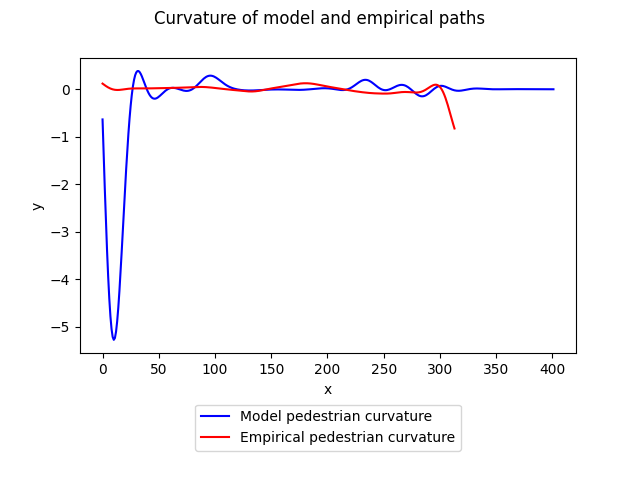 Curvature of model and empirical paths
0
−1
−2
−3
−4
−5
y
0 50 100 150 200 250 300 350 400
x
Model pedestrian curvature
Empirical pedestrian curvature